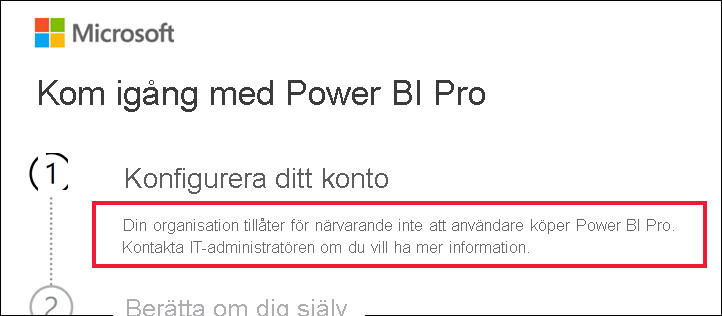 Microsoft
Kom igång med Power BI Pro
1
Konfigurera ditt konto
Din organisation tillåter för närvarande inte att användare köper Power BI Pro.
Kontakta IT-administratören om du vill ha mer information.
2
Berätta om dig själv